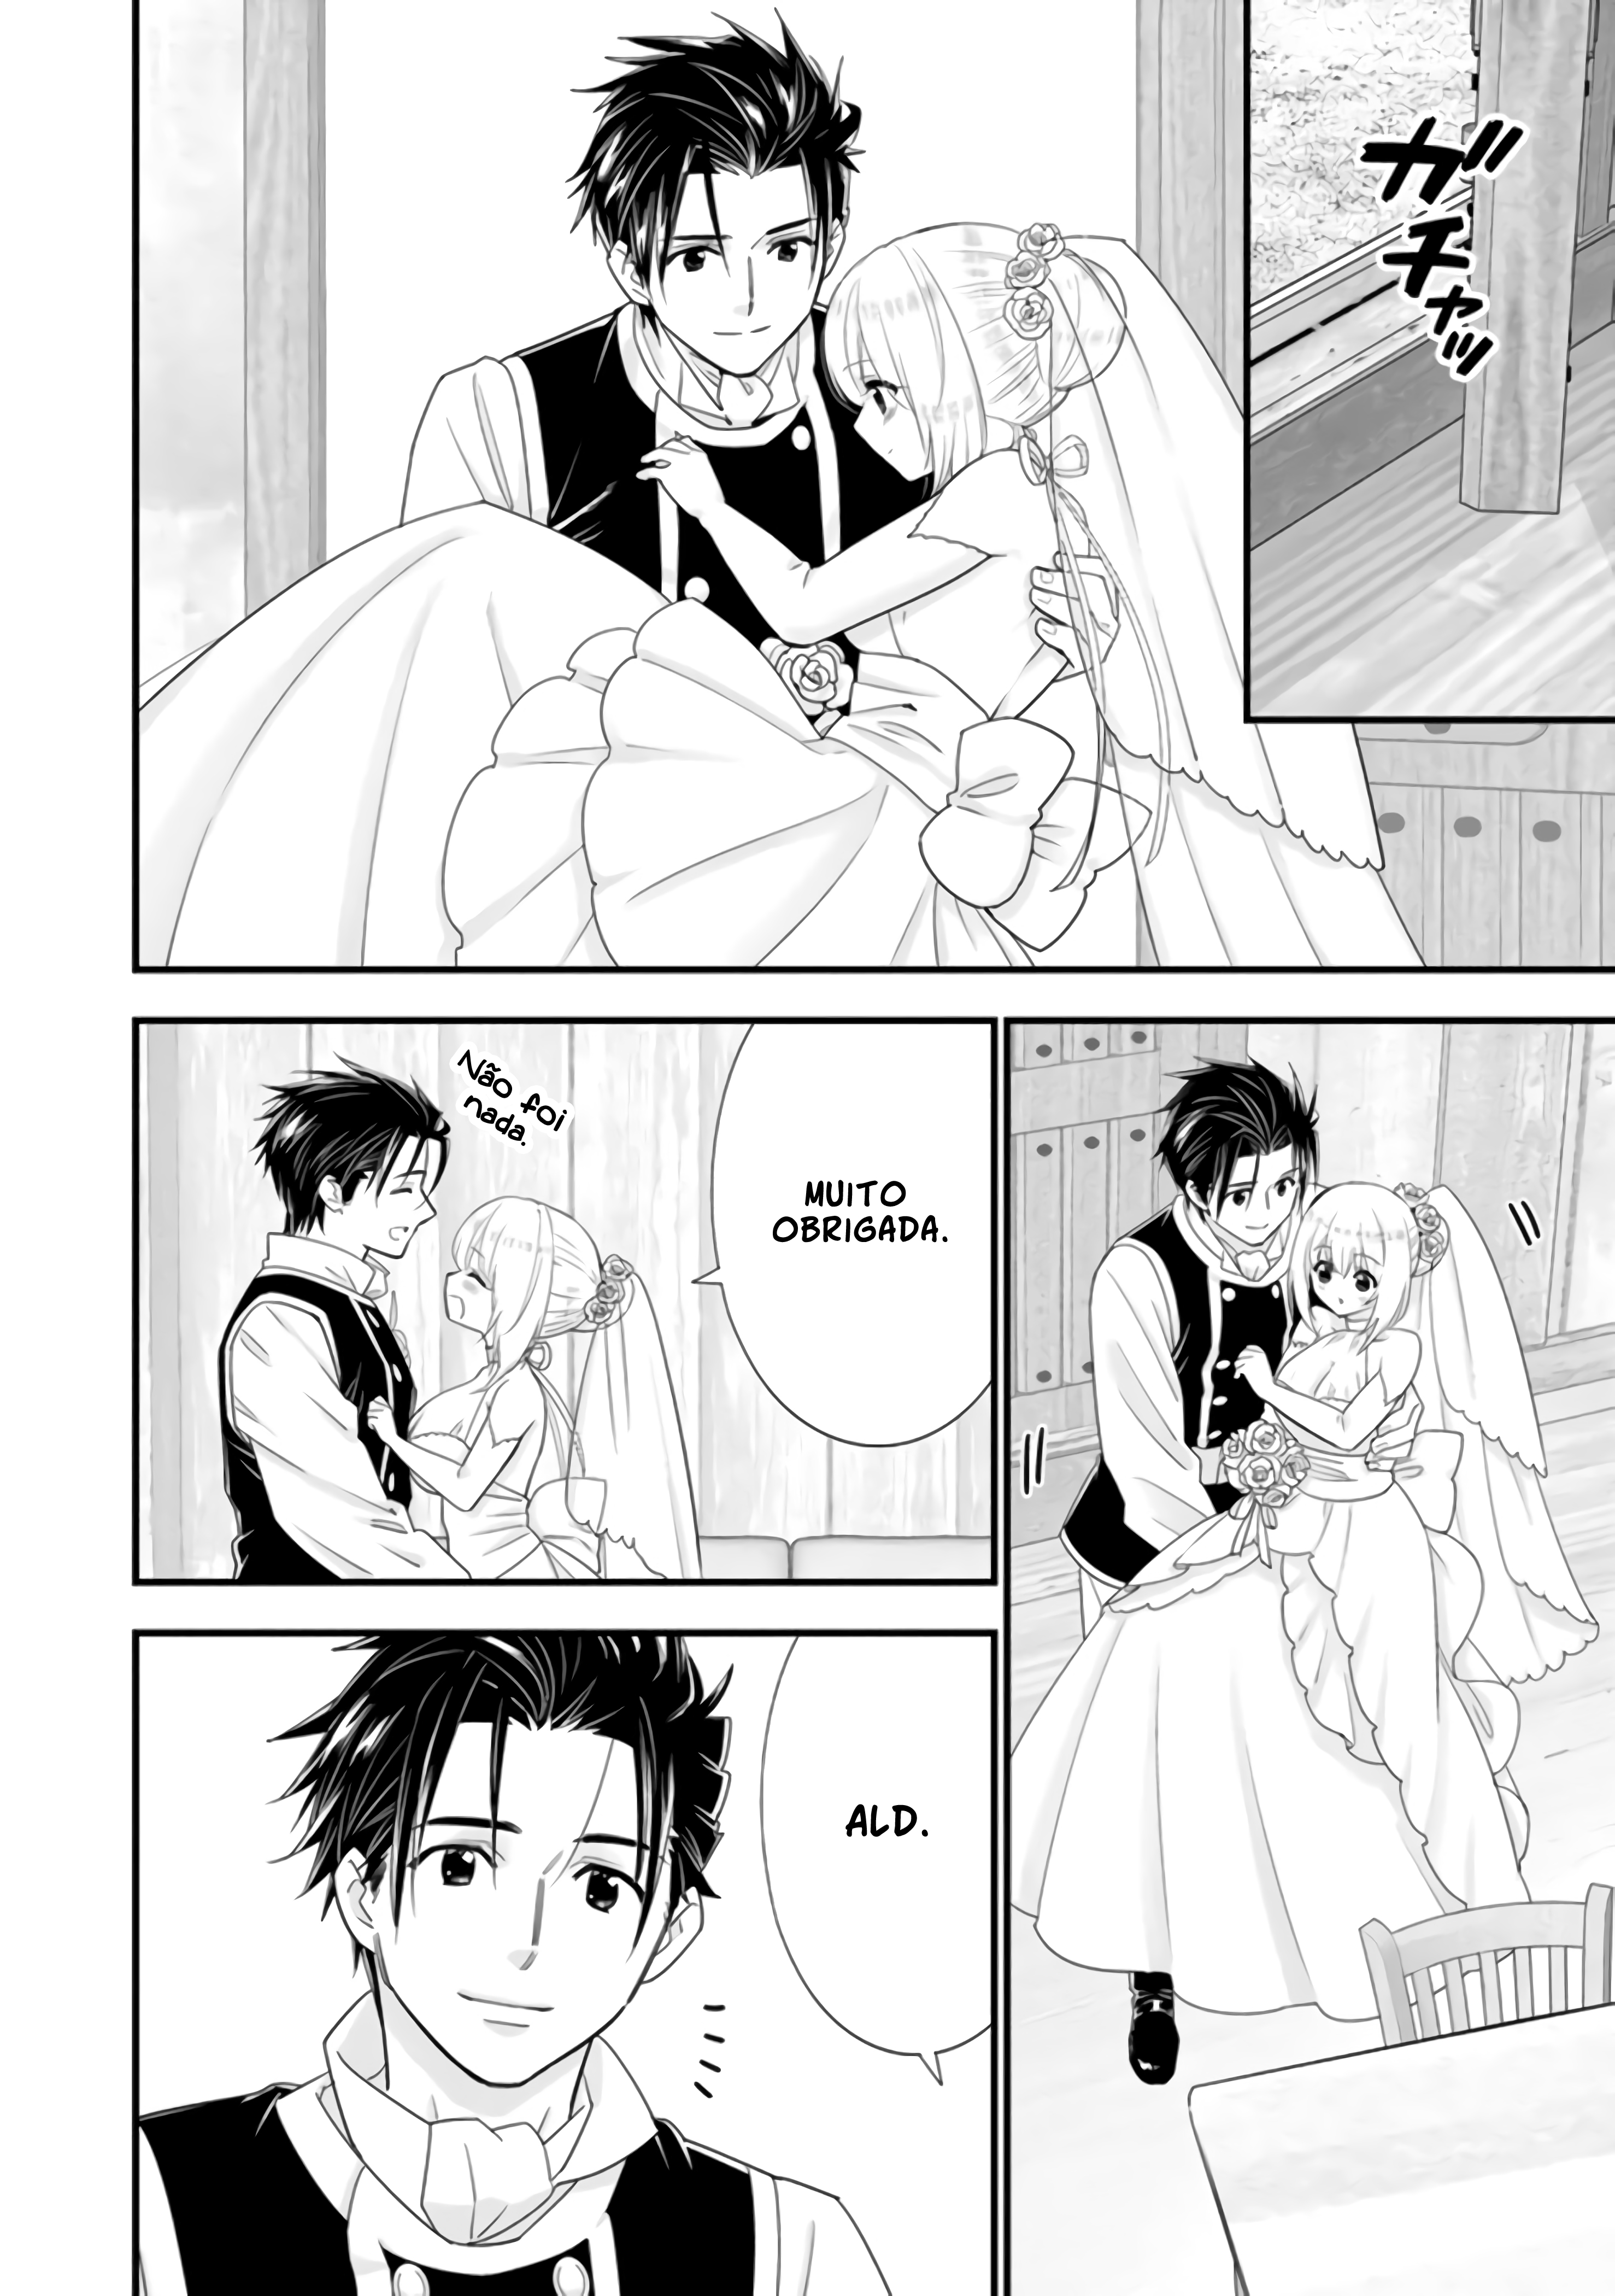 ガチャッ
MUITO
OBRIGADA.
Não foi
nada.
ALD.